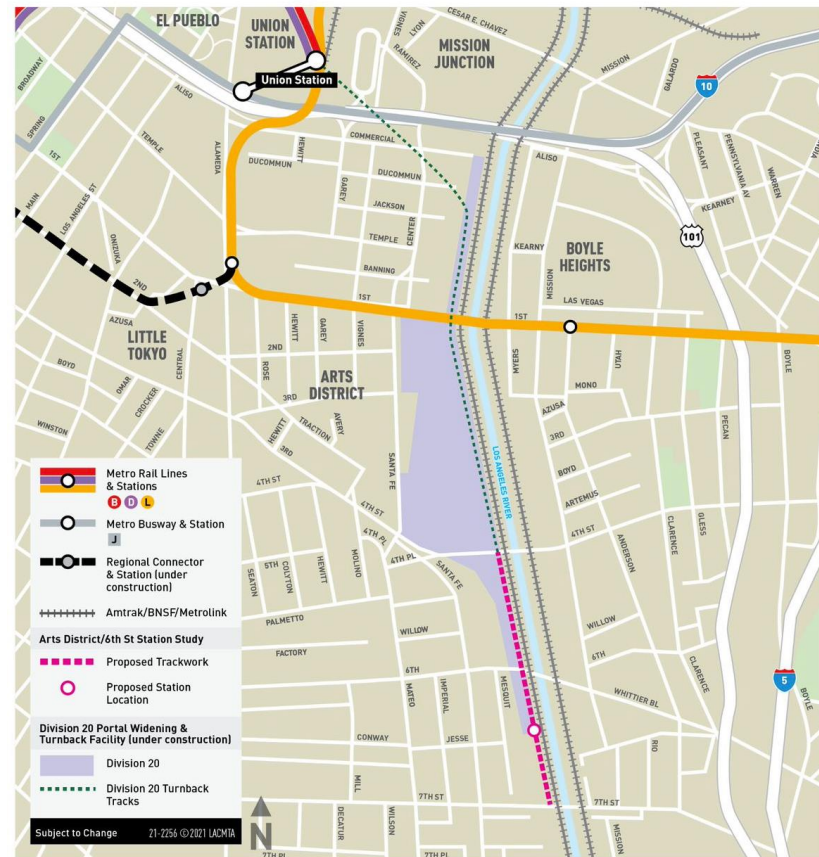 EL PUEBLO
UNION
STATION
Union Station
MISSION
JUNCTION
VIGNES
LYON
CESAR E. CHAVEZ
RAMIREZ
MISSION
GALARDO
10
BROADWAY
SPRING
ALISO
TEMPLE
1ST
MAIN
LOS ANGELES ST
ALAMEDA
HEWITT
COMMERCIAL
DUCOMMUN
GAREY
DUCOMMUN
JACKSON
TEMPLE
CENTER
BANNING
1ST
ALISO
PLEASANT
PENNSYLVANIA AV
WARREN
INDIA
KEARNEY
101
KEARNY
MISSION
BOYLE
HEIGHTS
LAS VEGAS
1ST
ONIZUKA
2ND
AZUSA
LITTLE
TOKYO
CENTRAL
BOYD
OMAR
CROCKER
TOWNE
WINSTON
HEWITT
GAREY
VIGNES
2ND
ROSE
ARTS
DISTRICT
3RD
HEWITT
TRACTION
AVERY
3RD
SANTA FE
4TH ST
4TH ST
4TH PL
4TH PL
SANTA FE
MYERS
UTAH
BOYLE
MONO
AZUSA
3RD
PECAN
BOYD
ARTEMUS
4TH ST
LOS ANGELES RIVER
ANDERSON
CLARENCE
GLESS
5TH
SEATON
COLYTON
HEWITT
MOLINO
PALMETTO
FACTORY
WILLOW
6TH
MATEO
IMPERIAL
MESQUIT
WILLOW
6TH
WHITTIER BL
CLARENCE
5
BOYLE
CONWAY
JESSE
RIO
MILL
7TH ST
7TH ST
DECATUR
WILSON
MISSION
7TH PL
7TH PL
Metro Rail Lines
& Stations
B D L
Metro Busway & Station
J
Regional Connector
& Station (under
construction)
Amtrak/BNSF/Metrolink
Arts District/6th St Station Study
Proposed Trackwork
Proposed Station
Location
Division 20 Portal Widening &
Turnback Facility (under construction)
Division 20
Division 20 Turnback
Tracks
Subject to Change 21-2256 ©2021 LACMTA
N